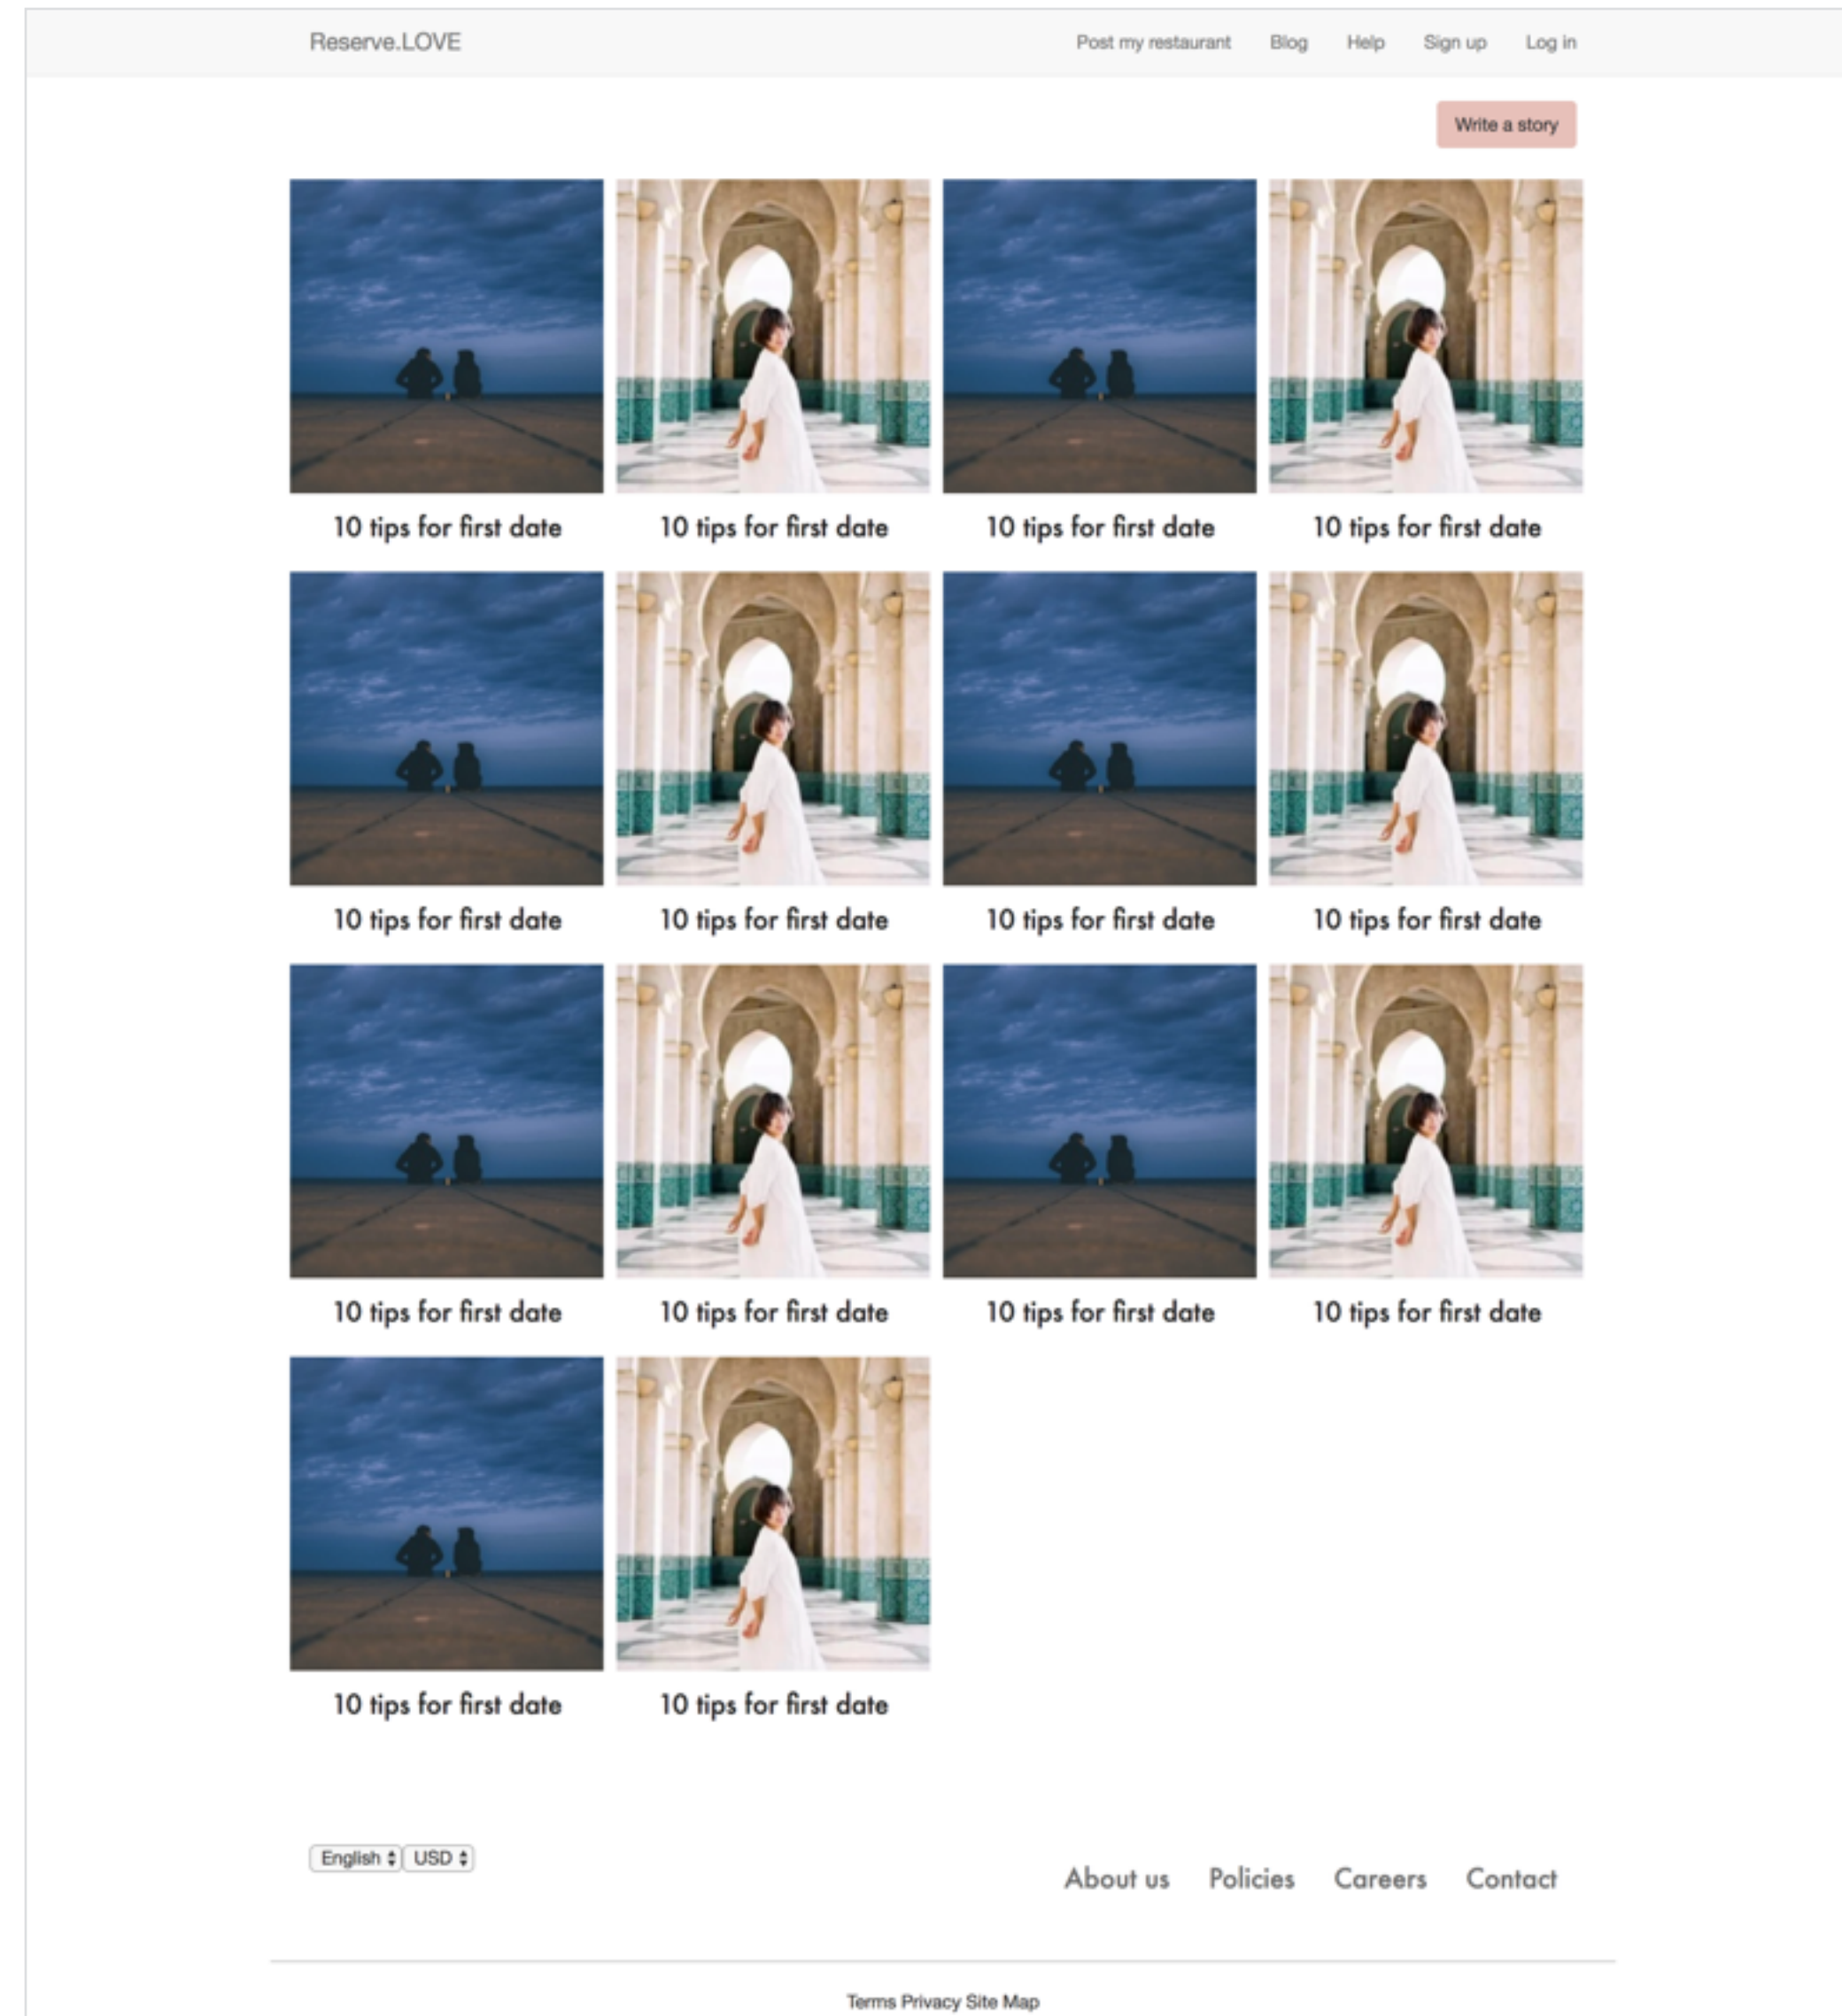 Reserve.LOVE Post my restaurant Blog Help Sign up Log in
Write a story
10 tips for first date 10 tips for first date 10 tips for first date 10 tips for first date
10 tips for first date 10 tips for first date 10 tips for first date 10 tips for first date
10 tips for first date 10 tips for first date 10 tips for first date 10 tips for first date
10 tips for first date 10 tips for first date
English USD
About us Policies Careers Contact
Terms Privacy Site Map